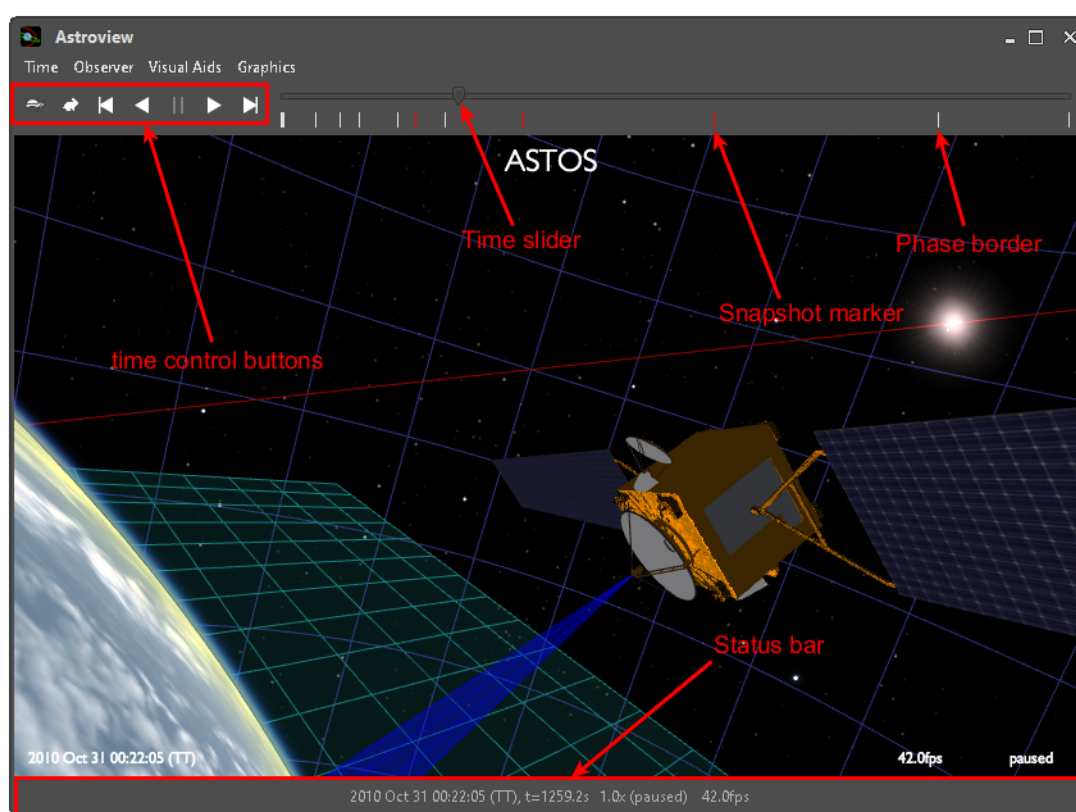 Astroview
Time Observer Visual Aids Graphics
ASTOS
Time slider
Phase border
Snapshot marker
time control buttons
Status bar
2010 Oct 31 00:22:05 (TT) 42.0fps paused
2010 Oct 31 00:22:05 (TT), t=1259.2s 1.0x (paused) 42.0fps